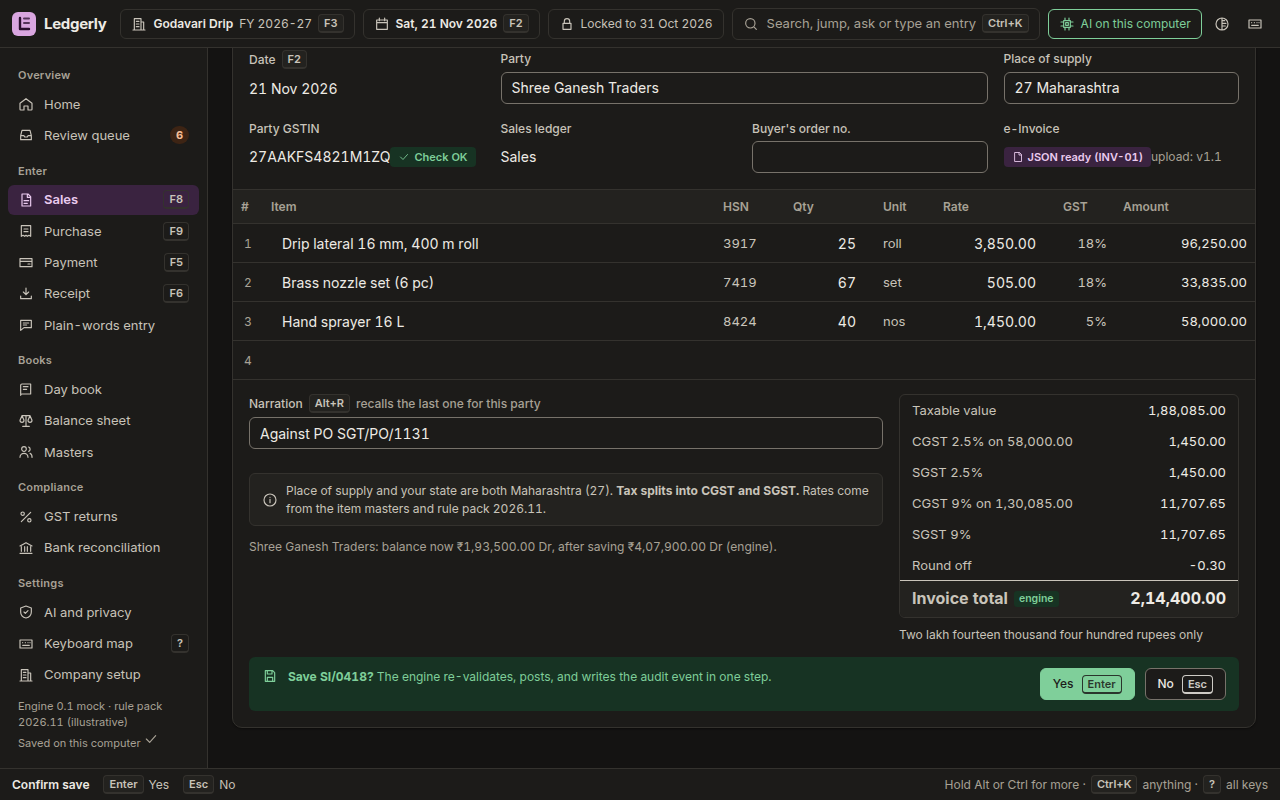 Ledgerly
Godavari Drip FY 2026-27 F3
Sat, 21 Nov 2026 F2
Locked to 31 Oct 2026
Search, jump, ask or type an entry Ctrl+K
AI on this computer
Overview
Home
Review queue 6
Enter
Sales F8
Purchase F9
Payment F5
Receipt F6
Plain-words entry
Books
Day book
Balance sheet
Masters
Compliance
GST returns
Bank reconciliation
Settings
AI and privacy
Keyboard map ?
Company setup
Engine 0.1 mock · rule pack
2026.11 (illustrative)
Saved on this computer
Date F2 Party Place of supply
21 Nov 2026 Shree Ganesh Traders 27 Maharashtra
Party GSTIN Sales ledger Buyer's order no. e-Invoice
27AAKFS4821M1ZQ Check OK Sales JSON ready (INV-01) upload: v1.1
# Item HSN Qty Unit Rate GST Amount
1 Drip lateral 16 mm, 400 m roll 3917 25 roll 3,850.00 18% 96,250.00
2 Brass nozzle set (6 pc) 7419 67 set 505.00 18% 33,835.00
3 Hand sprayer 16 L 8424 40 nos 1,450.00 5% 58,000.00
4
Narration Alt+R recalls the last one for this party
Against PO SGT/PO/1131
Place of supply and your state are both Maharashtra (27). Tax splits into CGST and SGST. Rates come
from the item masters and rule pack 2026.11.
Shree Ganesh Traders: balance now ₹1,93,500.00 Dr, after saving ₹4,07,900.00 Dr (engine).
Taxable value 1,88,085.00
CGST 2.5% on 58,000.00 1,450.00
SGST 2.5% 1,450.00
CGST 9% on 1,30,085.00 11,707.65
SGST 9% 11,707.65
Round off -0.30
Invoice total engine 2,14,400.00
Two lakh fourteen thousand four hundred rupees only
Save SI/0418? The engine re-validates, posts, and writes the audit event in one step.
Yes Enter No Esc
Confirm save Enter Yes Esc No
Hold Alt or Ctrl for more · Ctrl+K anything · ? all keys